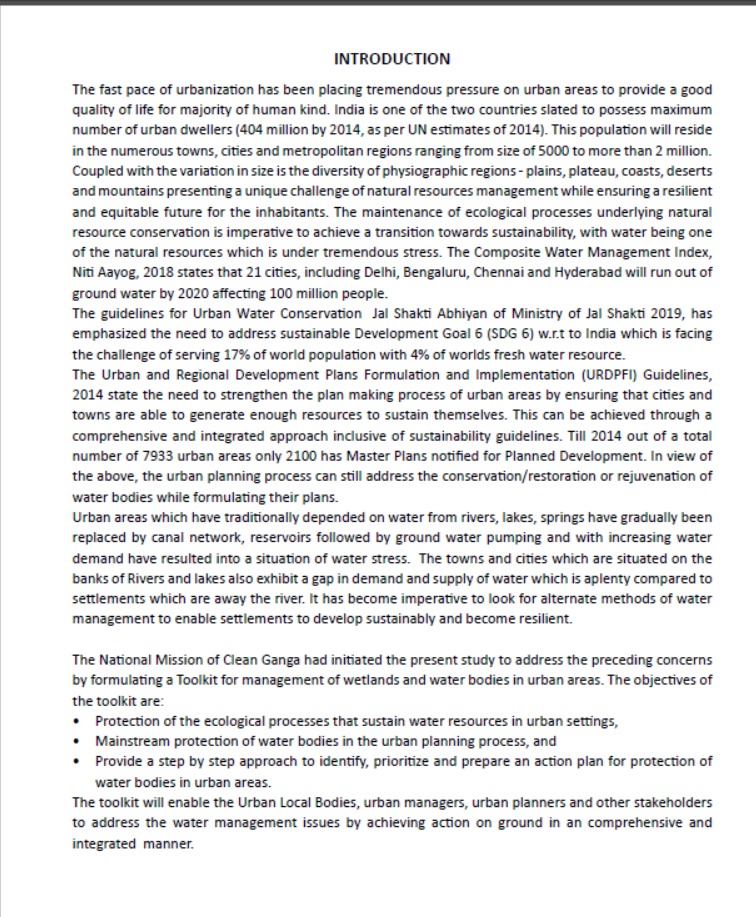 INTRODUCTION
The fast pace of urbanization has been placing tremendous pressure on urban areas to provide a good
quality of life for majority of human kind. India is one of the two countries slated to possess maximum
number of urban dwellers (404 million by 2014, as per UN estimates of 2014). This population will reside
in the numerous towns, cities and metropolitan regions ranging from size of 5000 to more than 2 million.
Coupled with the variation in size is the diversity of physiographic regions - plains, plateau, coasts, deserts
and mountains presenting a unique challenge of natural resources management while ensuring a resilient
and equitable future for the inhabitants. The maintenance of ecological processes underlying natural
resource conservation is imperative to achieve a transition towards sustainability, with water being one
of the natural resources which is under tremendous stress. The Composite Water Management Index,
Niti Aayog, 2018 states that 21 cities, including Delhi, Bengaluru, Chennai and Hyderabad will run out of
ground water by 2020 affecting 100 million people.
The guidelines for Urban Water Conservation  Jal Shakti Abhiyan of Ministry of Jal Shakti 2019, has
emphasized the need to address sustainable Development Goal 6 (SDG 6) w.r.t to India which is facing
the challenge of serving 17% of world population with 4% of worlds fresh water resource.
The Urban and Regional Development Plans Formulation and Implementation (URDPFI) Guidelines,
2014 state the need to strengthen the plan making process of urban areas by ensuring that cities and
towns are able to generate enough resources to sustain themselves. This can be achieved through a
comprehensive and integrated approach inclusive of sustainability guidelines. Till 2014 out of a total
number of 7933 urban areas only 2100 has Master Plans notified for Planned Development. In view of
the above, the urban planning process can still address the conservation/restoration or rejuvenation of
water bodies while formulating their plans.
Urban areas which have traditionally depended on water from rivers, lakes, springs have gradually been
replaced by canal network, reservoirs followed by ground water pumping and with increasing water
demand have resulted into a situation of water stress.  The towns and cities which are situated on the
banks of Rivers and lakes also exhibit a gap in demand and supply of water which is aplenty compared to
settlements which are away the river. It has become imperative to look for alternate methods of water
management to enable settlements to develop sustainably and become resilient.
The National Mission of Clean Ganga had initiated the present study to address the preceding concerns
by formulating a Toolkit for management of wetlands and water bodies in urban areas. The objectives of
the toolkit are:
• Protection of the ecological processes that sustain water resources in urban settings,
• Mainstream protection of water bodies in the urban planning process, and
• Provide a step by step approach to identify, prioritize and prepare an action plan for protection of
water bodies in urban areas.
The toolkit will enable the Urban Local Bodies, urban managers, urban planners and other stakeholders
to address the water management issues by achieving action on ground in an comprehensive and
integrated  manner.